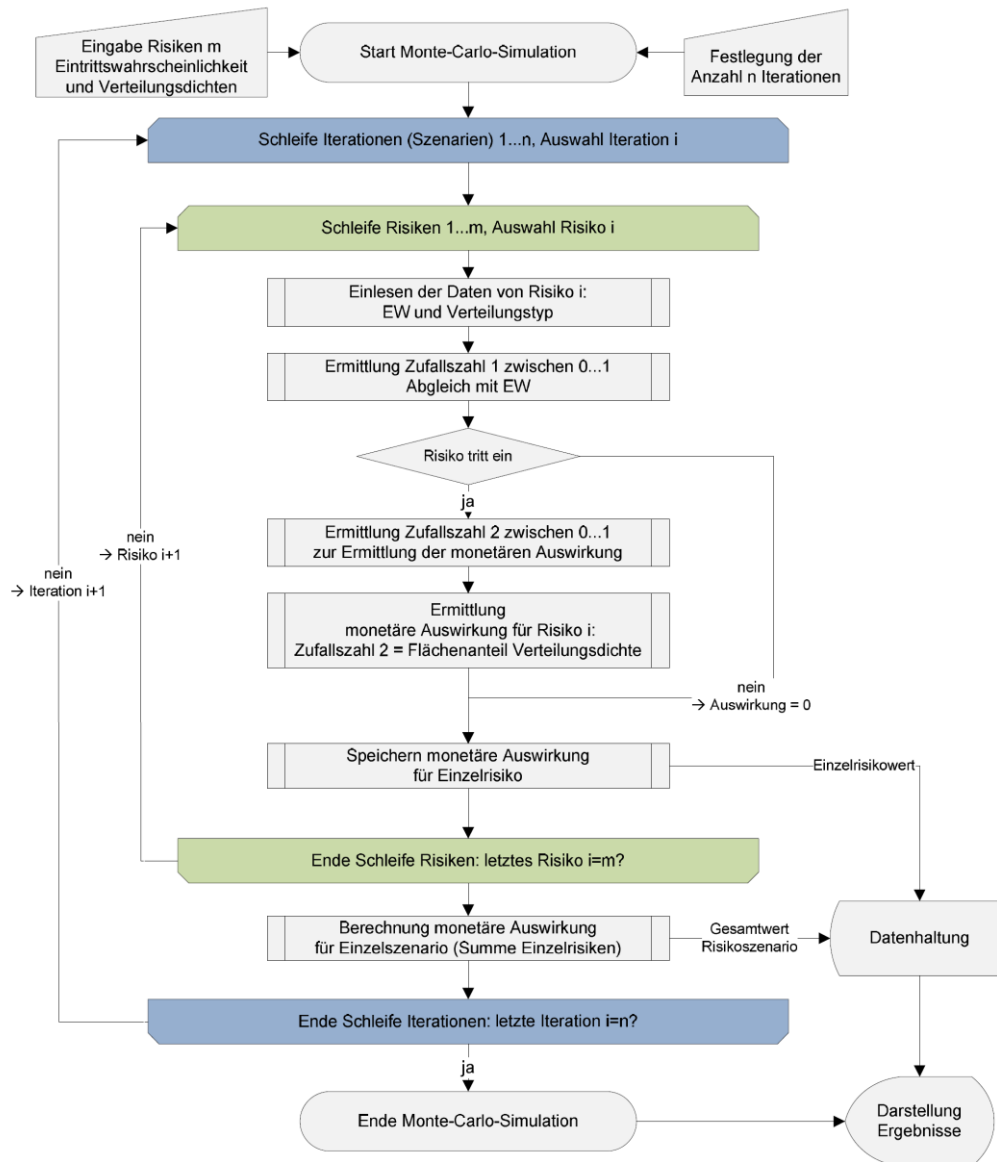 Eingabe Risiken m
Eintrittswahrscheinlichkeit
und Verteilungsdichten
Start Monte-Carlo-Simulation
Festlegung der
Anzahl n Iterationen
Schleife Iterationen (Szenarien) 1...n, Auswahl Iteration i
Schleife Risiken 1...m, Auswahl Risiko i
Einlesen der Daten von Risiko i:
EW und Verteilungstyp
Ermittlung Zufallszahl 1 zwischen 0...1
Abgleich mit EW
Risiko tritt ein
ja
Ermittlung Zufallszahl 2 zwischen 0...1
zur Ermittlung der monetären Auswirkung
nein
→ Risiko i+1
nein
→ Iteration i+1
Ermittlung
monetäre Auswirkung für Risiko i:
Zufallszahl 2 = Flächenanteil Verteilungsdichte
nein
→ Auswirkung = 0
Speichern monetäre Auswirkung
für Einzelrisiko
Einzelrisikowert
Ende Schleife Risiken: letztes Risiko i=m?
Berechnung monetäre Auswirkung
für Einzelszenario (Summe Einzelrisiken)
Gesamtwert
Risikoszenario
Datenhaltung
Ende Schleife Iterationen: letzte Iteration i=n?
ja
Ende Monte-Carlo-Simulation
Darstellung
Ergebnisse